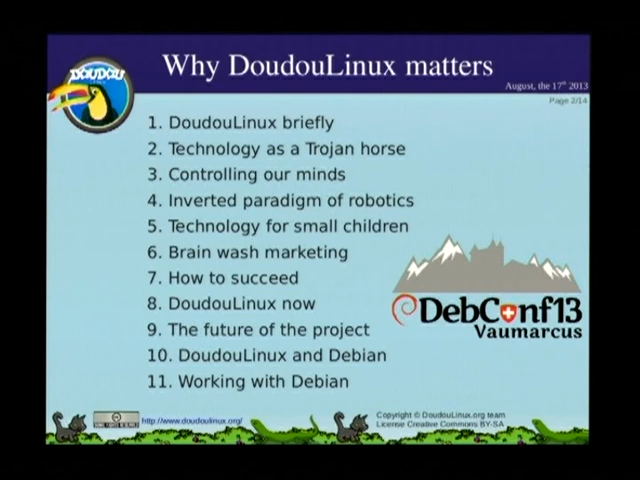 Why DoudouLinux matters
DOUDOU
LINUX
August, the 17th 2013
Page 2/14
1. DoudouLinux briefly
2. Technology as a Trojan horse
3. Controlling our minds
4. Inverted paradigm of robotics
5. Technology for small children
6. Brain wash marketing
7. How to succeed
8. DoudouLinux now
9. The future of the project
10. DoudouLinux and Debian
11. Working with Debian
DebConf13
Vaumarcus
http://www.doudoulinux.org/
Copyright © DoudouLinux.org team
License Creative Commons BY-SA